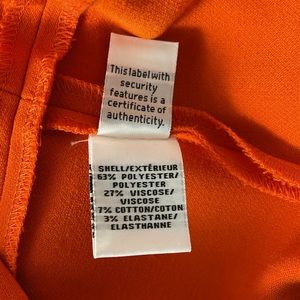 This label with
security
features is a
certificate of
authenticity.
SHELL/EXTÉRIEUR
63% POLYESTER/
POLYESTER
27% VISCOSE/
VISCOSE
7% COTTON/COTON
3% ELASTANE/
ELASTHANNE